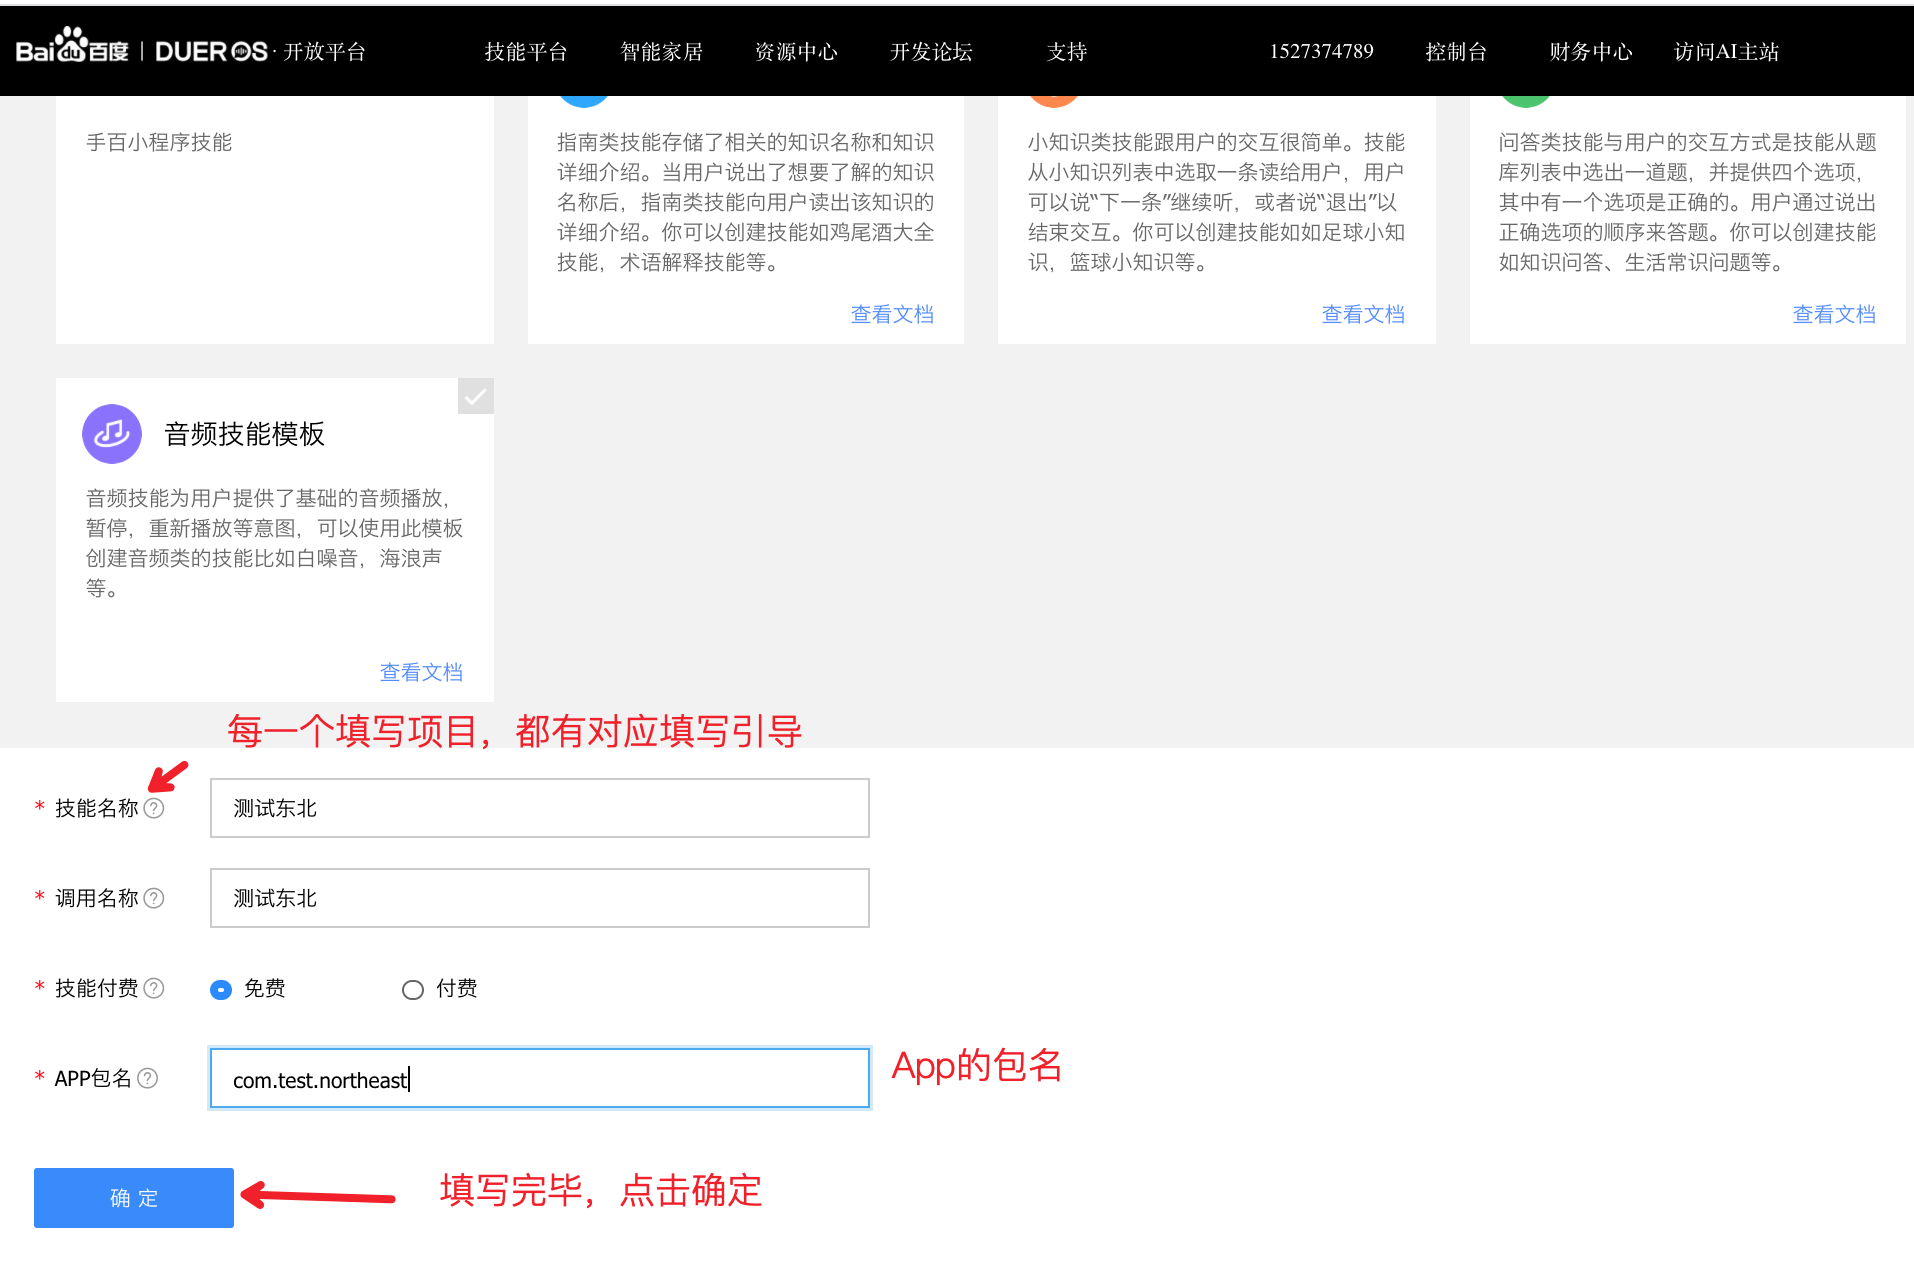 Bai du 百度 | DUER OS · 开放平台 技能平台 智能家居 资源中心 开发论坛 支持 1527374789 控制台 财务中心 访问AI主站
手百小程序技能
指南类技能存储了相关的知识名称和知识
详细介绍。当用户说出了想要了解的知识
名称后，指南类技能向用户读出该知识的
详细介绍。你可以创建技能如鸡尾酒大全
技能，术语解释技能等。
查看文档
小知识类技能跟用户的交互很简单。技能
从小知识列表中选取一条读给用户，用户
可以说“下一条”继续听，或者说“退出”以
结束交互。你可以创建技能如如足球小知
识，篮球小知识等。
查看文档
问答类技能与用户的交互方式是技能从题
库列表中选出一道题，并提供四个选项，
其中有一个选项是正确的。用户通过说出
正确选项的顺序来答题。你可以创建技能
如知识问答、生活常识问题等。
查看文档
音频技能模板
音频技能为用户提供了基础的音频播放，
暂停，重新播放等意图，可以使用此模板
创建音频类的技能比如白噪音，海浪声
等。
查看文档
每一个填写项目，都有对应填写引导
* 技能名称 ? 测试东北
* 调用名称 ? 测试东北
* 技能付费 ? 免费 付费
* APP包名 ? com.test.northeast App的包名
确 定 填写完毕，点击确定